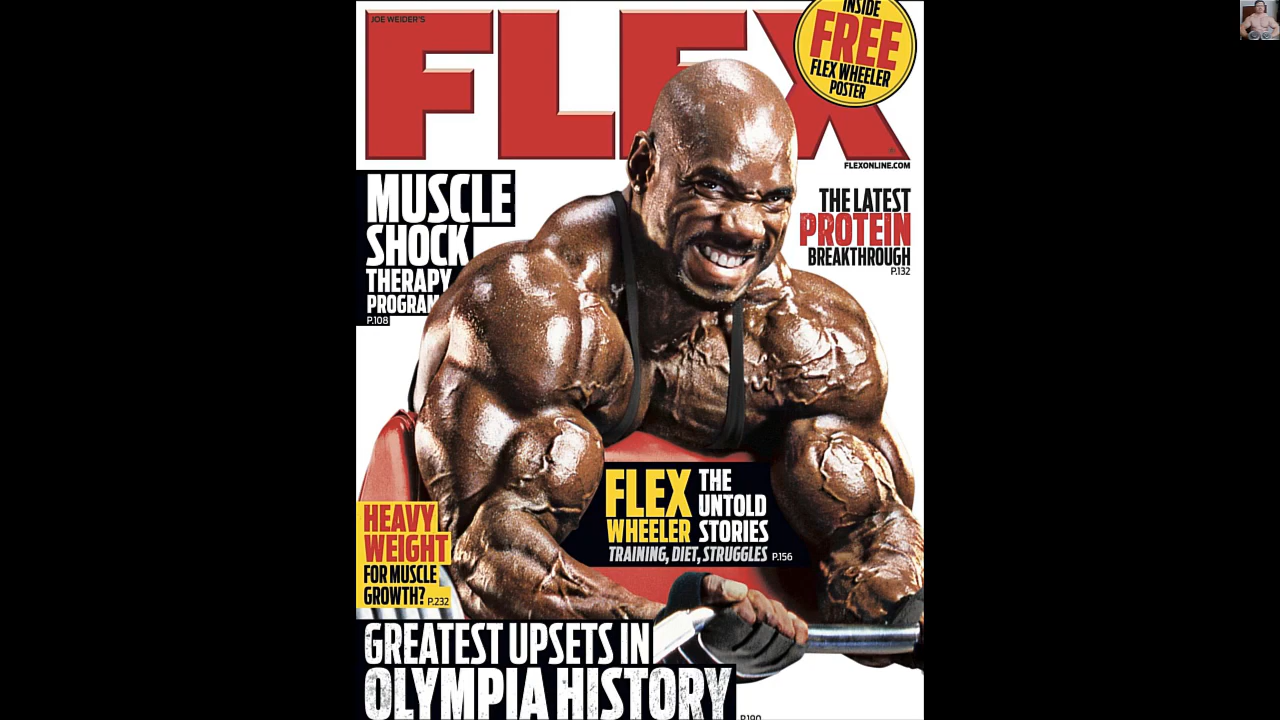 JOE WEIDER'S
FLEX
INSIDE
FREE
FLEX WHEELER
POSTER
FLEXONLINE.COM
MUSCLE
SHOCK
THERAPY
PROGRAM
P.108
THE LATEST
PROTEIN
BREAKTHROUGH
P.132
FLEX
WHEELER
THE
UNTOLD
STORIES
TRAINING, DIET, STRUGGLES P.156
HEAVY
WEIGHT
FOR MUSCLE
GROWTH? P.232
GREATEST UPSETS IN
OLYMPIA HISTORY
P.190